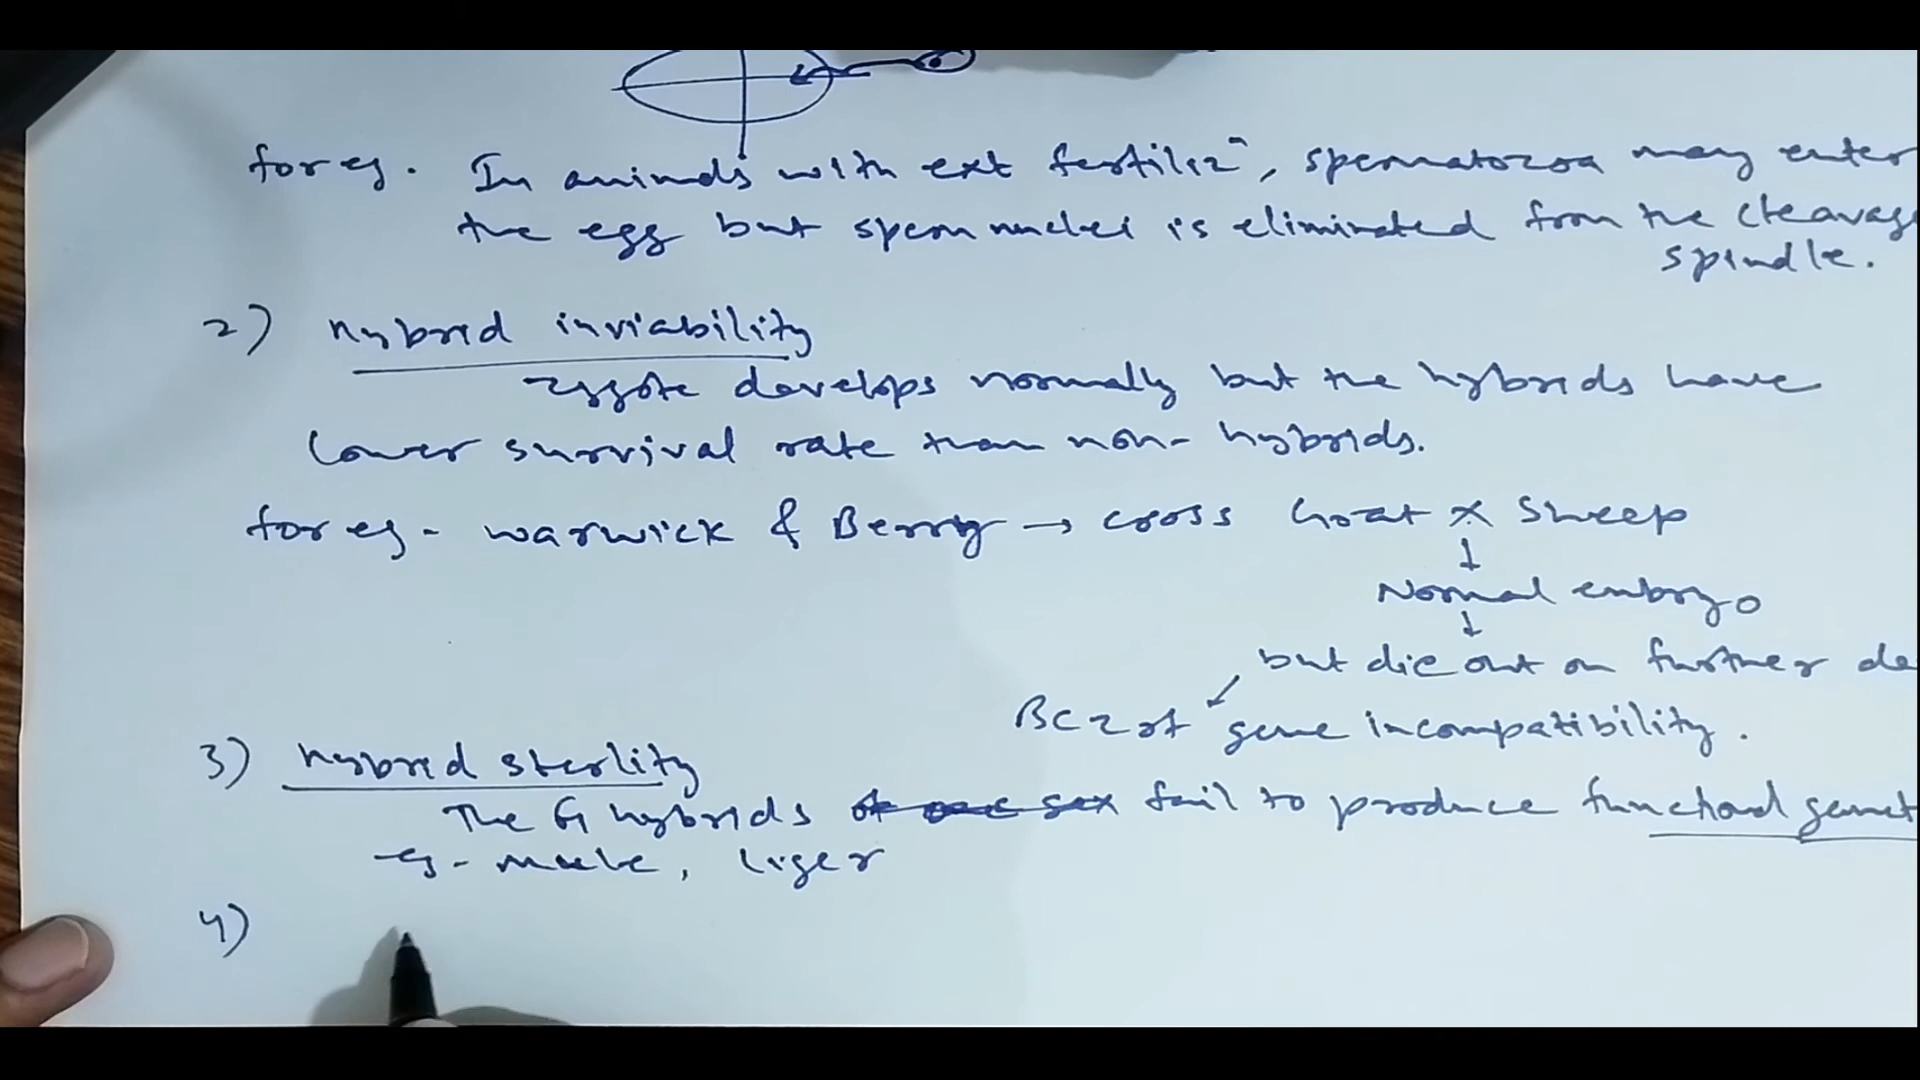 for eg. In animals with ext fertilizn, spermatozoa may enter
the egg but sperm nuclei is eliminated from the cleavage
spindle.
2) Hybrid inviability
Zygote develops normally but the hybrids have
lower survival rate than non-hybrids.
for eg- Warwick & Berry → cross Goat × Sheep
↓
Normal embryo
↓
but die out on further de
Bcz of gene incompatibility.
3) Hybrid sterlity
The F1 hybrids of one sex fail to produce functional gamet
eg- mule, liger
4)